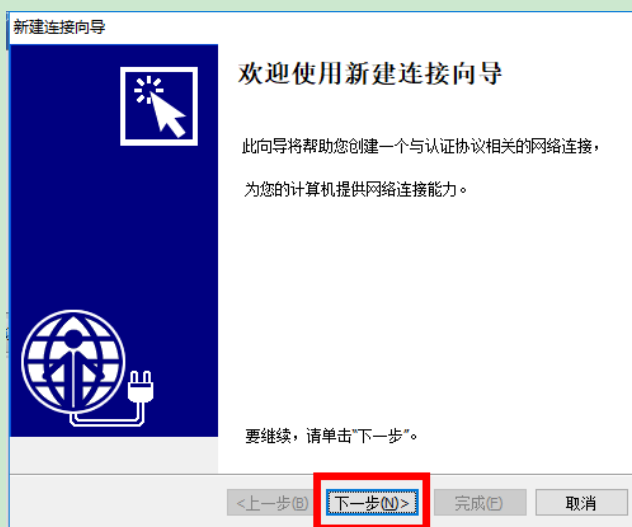 新建连接向导
欢迎使用新建连接向导
此向导将帮助您创建一个与认证协议相关的网络连接，
为您的计算机提供网络连接能力。
要继续，请单击"下一步"。
<上一步(B) 下一步(N)> 完成(F) 取消